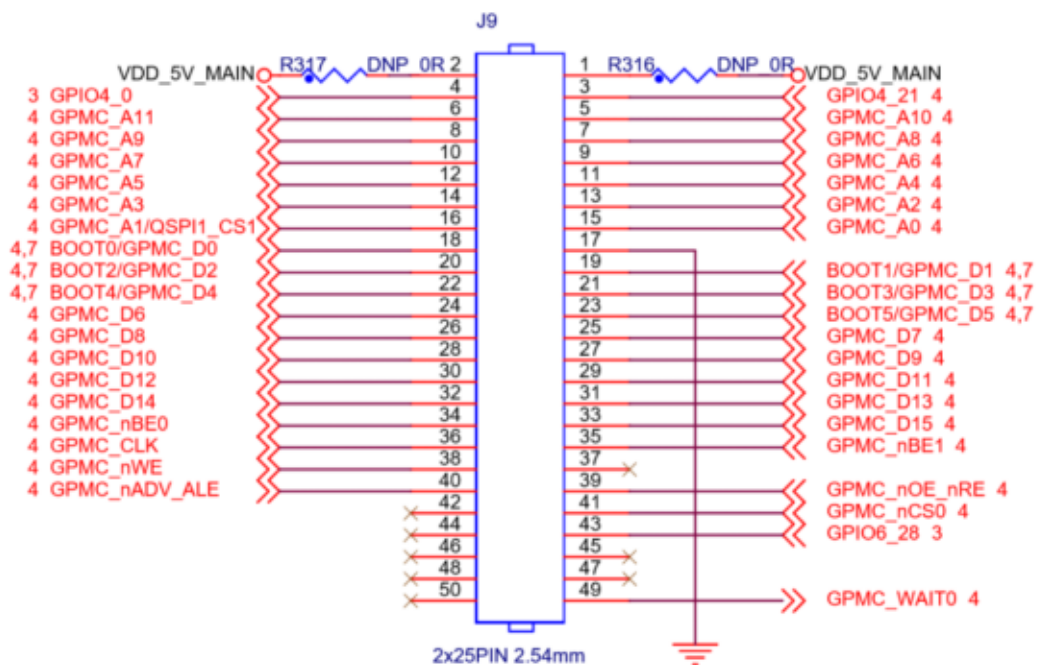 J9
VDD_5V_MAIN R317 DNP_0R 2 1 R316 DNP_0R VDD_5V_MAIN
3 GPIO4_0 4 3 GPIO4_21 4
4 GPMC_A11 6 5 GPMC_A10 4
4 GPMC_A9 8 7 GPMC_A8 4
4 GPMC_A7 10 9 GPMC_A6 4
4 GPMC_A5 12 11 GPMC_A4 4
4 GPMC_A3 14 13 GPMC_A2 4
4 GPMC_A1/QSPI1_CS1 16 15 GPMC_A0 4
4,7 BOOT0/GPMC_D0 18 17
4,7 BOOT2/GPMC_D2 20 19 BOOT1/GPMC_D1 4,7
4,7 BOOT4/GPMC_D4 22 21 BOOT3/GPMC_D3 4,7
4 GPMC_D6 24 23 BOOT5/GPMC_D5 4,7
4 GPMC_D8 26 25 GPMC_D7 4
4 GPMC_D10 28 27 GPMC_D9 4
4 GPMC_D12 30 29 GPMC_D11 4
4 GPMC_D14 32 31 GPMC_D13 4
4 GPMC_nBE0 34 33 GPMC_D15 4
4 GPMC_CLK 36 35 GPMC_nBE1 4
4 GPMC_nWE 38 37
4 GPMC_nADV_ALE 40 39 GPMC_nOE_nRE 4
42 41 GPMC_nCS0 4
44 43 GPIO6_28 3
46 45
48 47
50 49 GPMC_WAIT0 4
2x25PIN 2.54mm